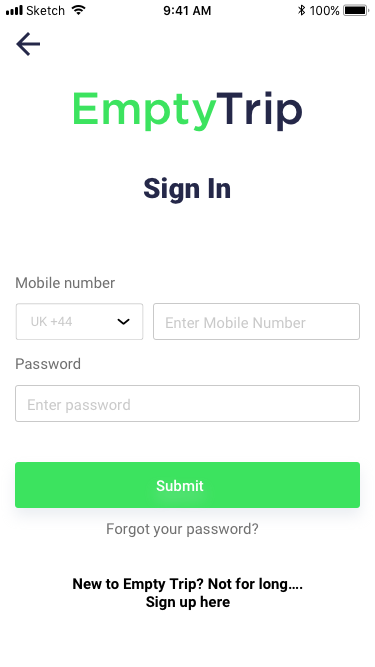 Sketch 9:41 AM 100%
EmptyTrip
Sign In
Mobile number
UK +44 Enter Mobile Number
Password
Enter password
Submit
Forgot your password?
New to Empty Trip? Not for long....
Sign up here